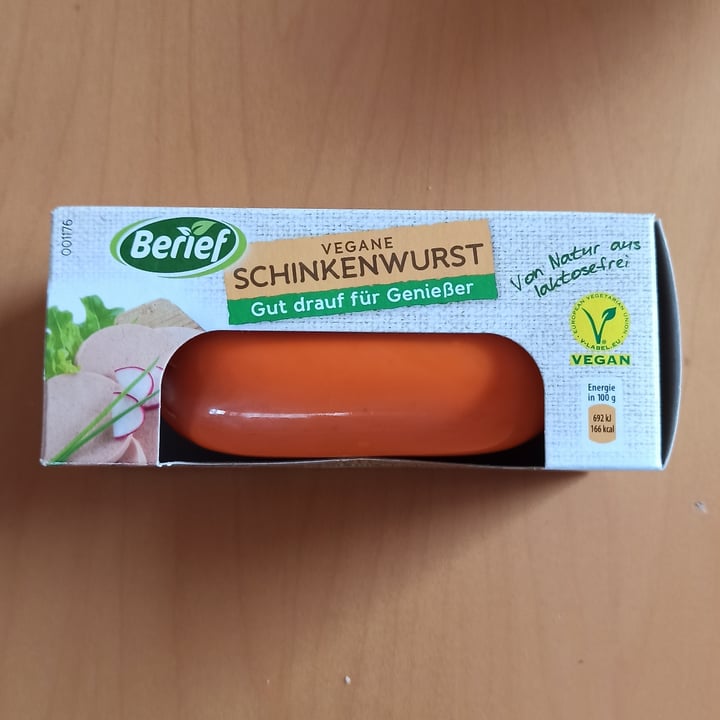 001176
Berief
VEGANE
SCHINKENWURST
Gut drauf für Genießer
Von Natur aus
laktosefrei
EUROPEAN VEGETARIAN UNION
V-LABEL.EU
VEGAN
Energie
in 100 g
692 kJ
166 kcal